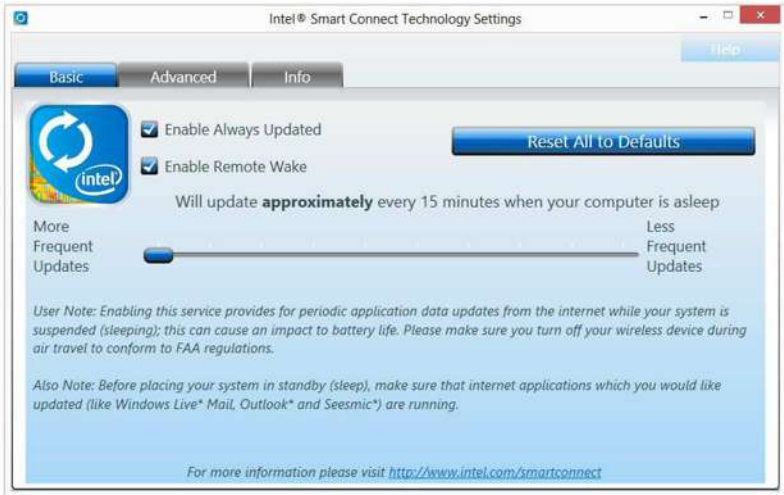 Intel® Smart Connect Technology Settings
Help
Basic Advanced Info
Enable Always Updated
Reset All to Defaults
Enable Remote Wake
intel
Will update approximately every 15 minutes when your computer is asleep
More
Frequent
Updates
Less
Frequent
Updates
User Note: Enabling this service provides for periodic application data updates from the internet while your system is
suspended (sleeping); this can cause an impact to battery life. Please make sure you turn off your wireless device during
air travel to conform to FAA regulations.
Also Note: Before placing your system in standby (sleep), make sure that internet applications which you would like
updated (like Windows Live* Mail, Outlook* and Seesmic*) are running.
For more information please visit http://www.intel.com/smartconnect